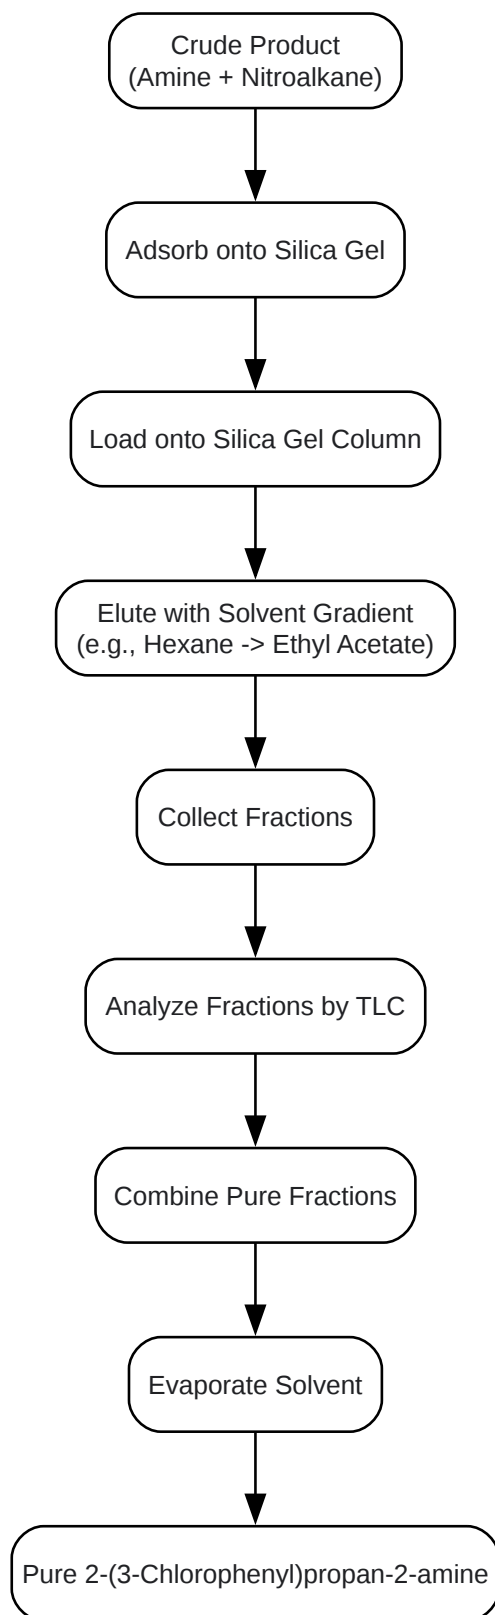 Crude Product
(Amine + Nitroalkane)
Adsorb onto Silica Gel
Load onto Silica Gel Column
Elute with Solvent Gradient
(e.g., Hexane -> Ethyl Acetate)
Collect Fractions
Analyze Fractions by TLC
Combine Pure Fractions
Evaporate Solvent
Pure 2-(3-Chlorophenyl)propan-2-amine